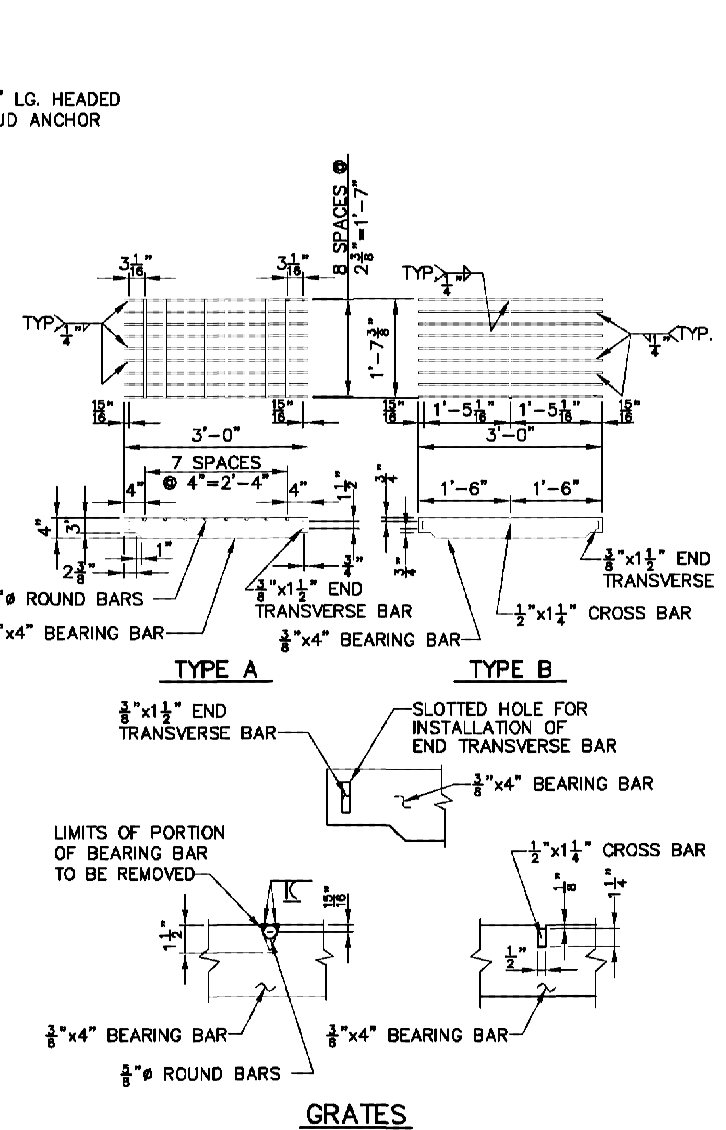 " LG. HEADED
UD ANCHOR
8 SPACES @
2 3/8"=1'-7"
3 1/16"
3 1/16"
TYP.
1/4
TYP.
1/4
1'-7 3/8"
1/4
TYP.
15/16"
15/16"
15/16"
1'-5 1/16"
1'-5 1/16"
15/16"
3'-0"
3'-0"
7 SPACES
@ 4"=2'-4"
4"
4"
1 1/2"
3/4"
1'-6"
1'-6"
4"
3"
1"
2 3/8"
3/4"
3/4"
3/8"x1 1/2" END
TRANSVERSE BAR
3/8"x1 1/2" END
TRANSVERSE
"ø ROUND BARS
"x4" BEARING BAR
1/2"x1 1/4" CROSS BAR
3/8"x4" BEARING BAR
TYPE A
TYPE B
3/8"x1 1/2" END
TRANSVERSE BAR
SLOTTED HOLE FOR
INSTALLATION OF
END TRANSVERSE BAR
3/8"x4" BEARING BAR
LIMITS OF PORTION
OF BEARING BAR
TO BE REMOVED
15/16"
1 1/2"
1/2"x1 1/4" CROSS BAR
1/8"
1 1/4"
1/2"
3/8"x4" BEARING BAR
3/8"x4" BEARING BAR
5/8"ø ROUND BARS
GRATES